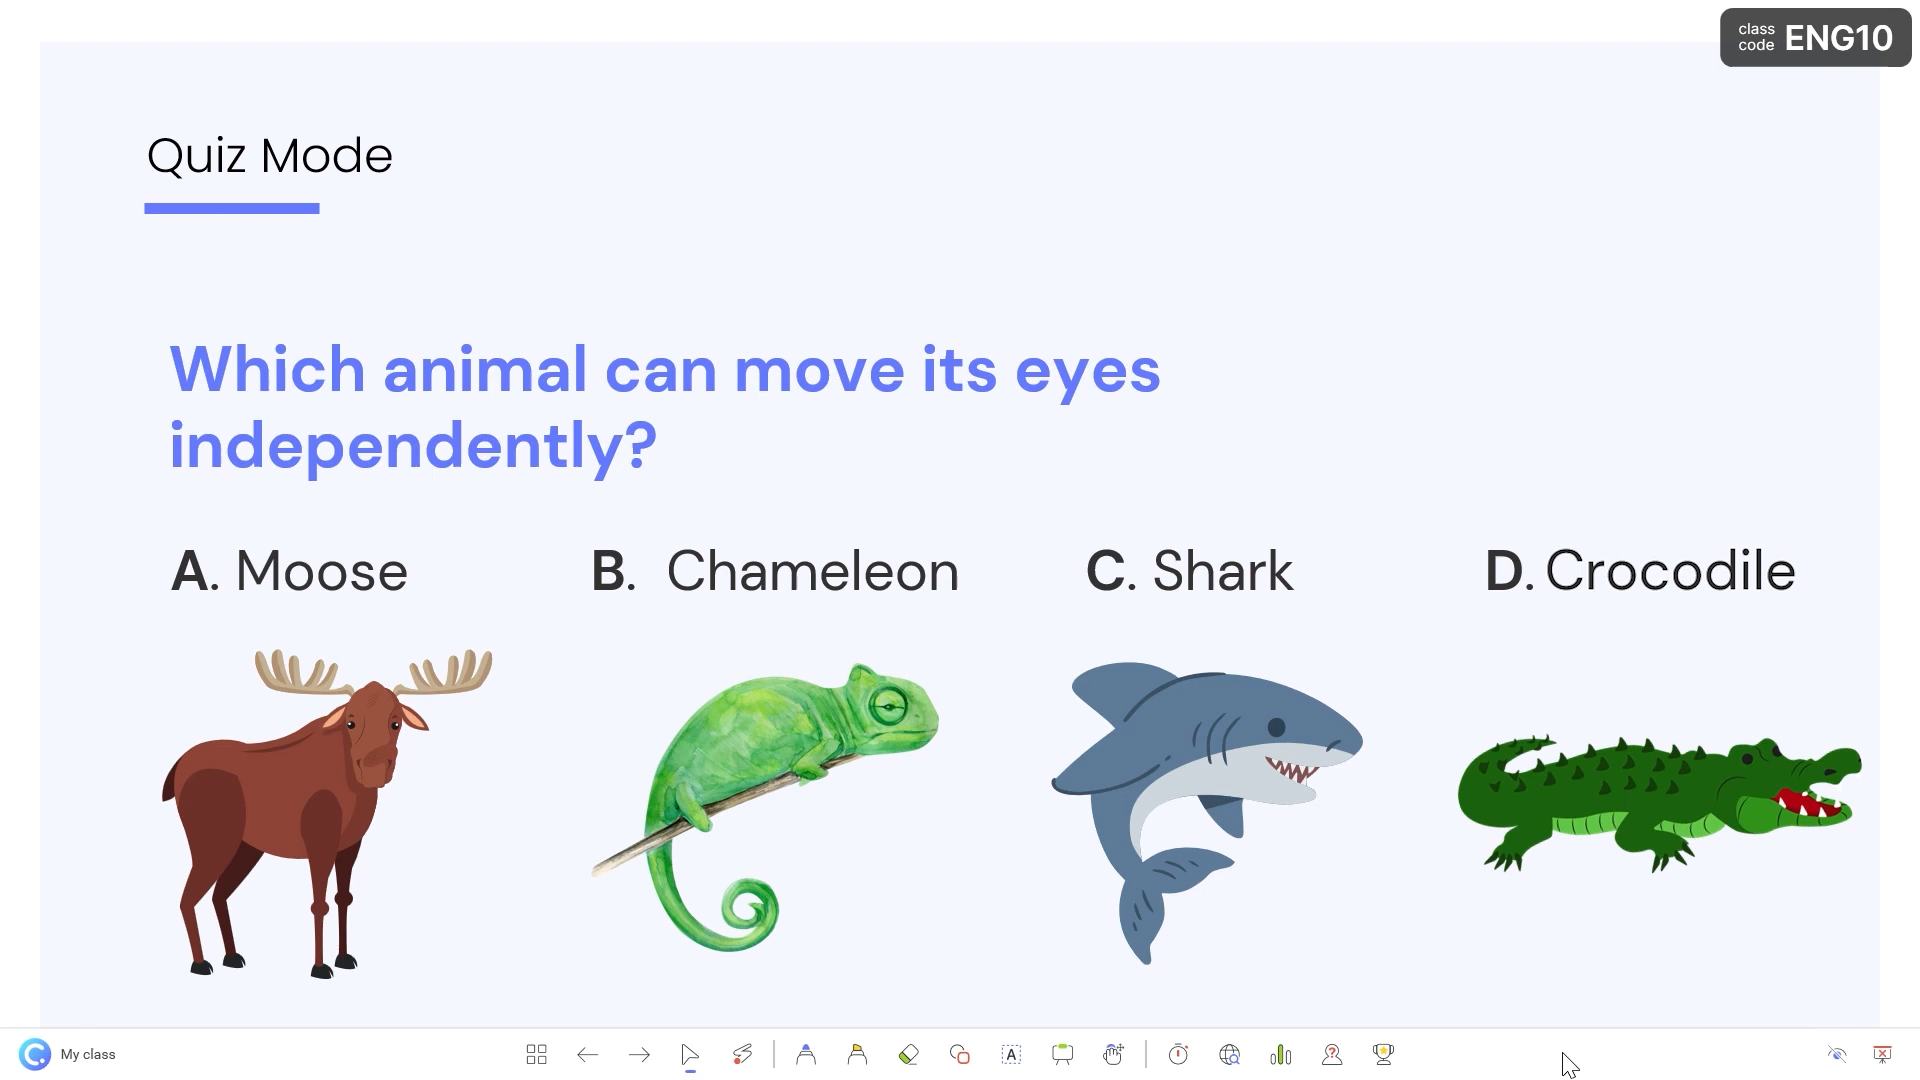 class
code ENG10
Quiz Mode
Which animal can move its eyes
independently?
A. Moose
B. Chameleon
C. Shark
D. Crocodile
My class
A